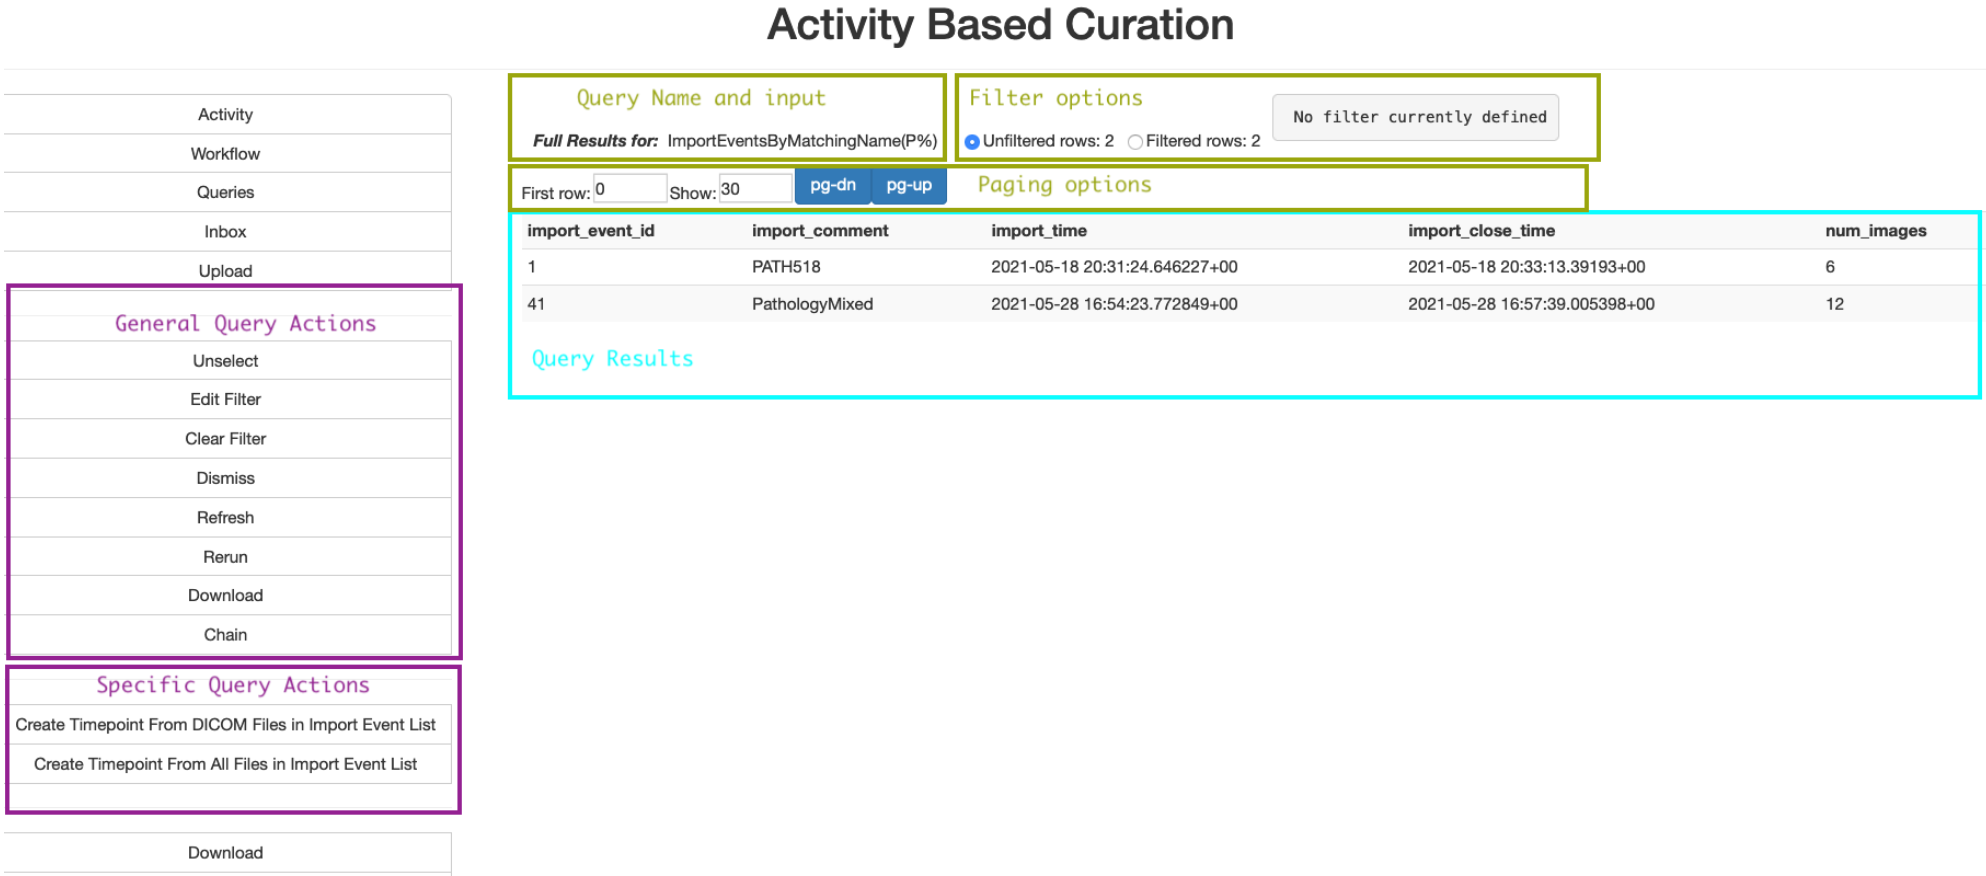 Activity Based Curation
Activity
Workflow
Queries
Inbox
Upload
General Query Actions
Unselect
Edit Filter
Clear Filter
Dismiss
Refresh
Rerun
Download
Chain
Specific Query Actions
Create Timepoint From DICOM Files in Import Event List
Create Timepoint From All Files in Import Event List
Download
Query Name and input
Full Results for: ImportEventsByMatchingName(P%)
Filter options
No filter currently defined
Unfiltered rows: 2 Filtered rows: 2
First row: 0 Show: 30 pg-dn pg-up Paging options
import_event_id import_comment import_time import_close_time num_images
1 PATH518 2021-05-18 20:31:24.646227+00 2021-05-18 20:33:13.39193+00 6
41 PathologyMixed 2021-05-28 16:54:23.772849+00 2021-05-28 16:57:39.005398+00 12
Query Results